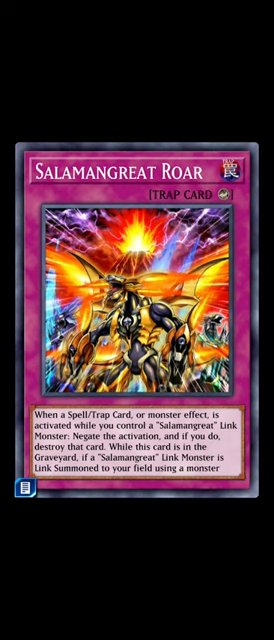 SALAMANGREAT ROAR
TRAP
罠
[TRAP CARD]
When a Spell/Trap Card, or monster effect, is
activated while you control a "Salamangreat" Link
Monster: Negate the activation, and if you do,
destroy that card. While this card is in the
Graveyard, if a "Salamangreat" Link Monster is
Link Summoned to your field using a monster